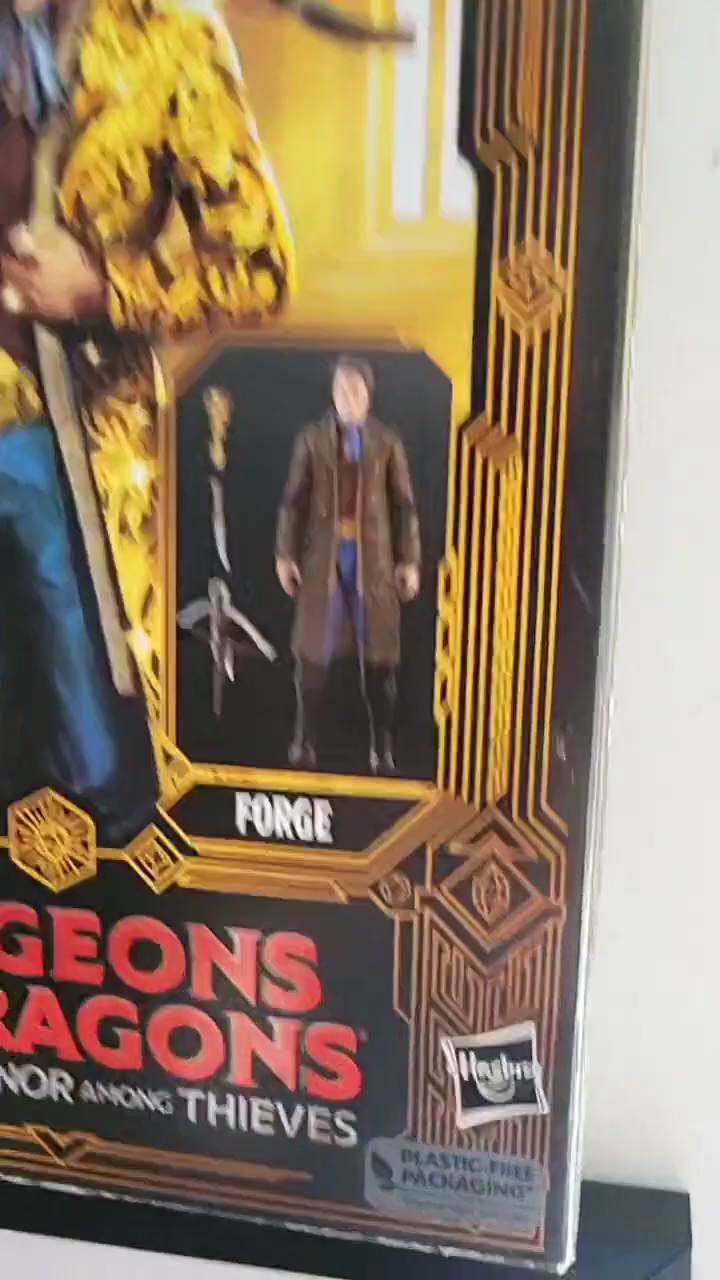 FORGE
GEONS
RAGONS
NOR AMONG THIEVES
Hasbro
PLASTIC-FREE
PACKAGING*